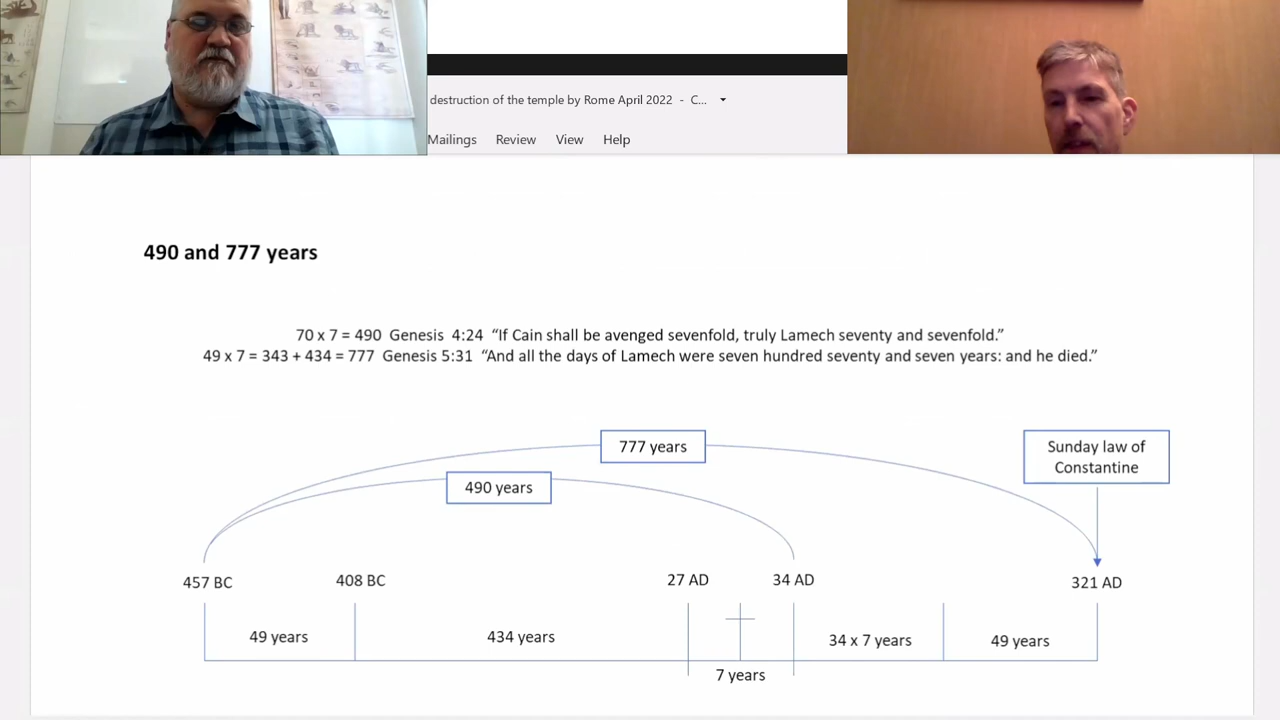 destruction of the temple by Rome April 2022 - C...
Mailings Review View Help
490 and 777 years
70 x 7 = 490 Genesis 4:24 “If Cain shall be avenged sevenfold, truly Lamech seventy and sevenfold.”
49 x 7 = 343 + 434 = 777 Genesis 5:31 “And all the days of Lamech were seven hundred seventy and seven years: and he died.”
777 years
Sunday law of
Constantine
490 years
457 BC 408 BC 27 AD 34 AD 321 AD
49 years 434 years 34 x 7 years 49 years
7 years